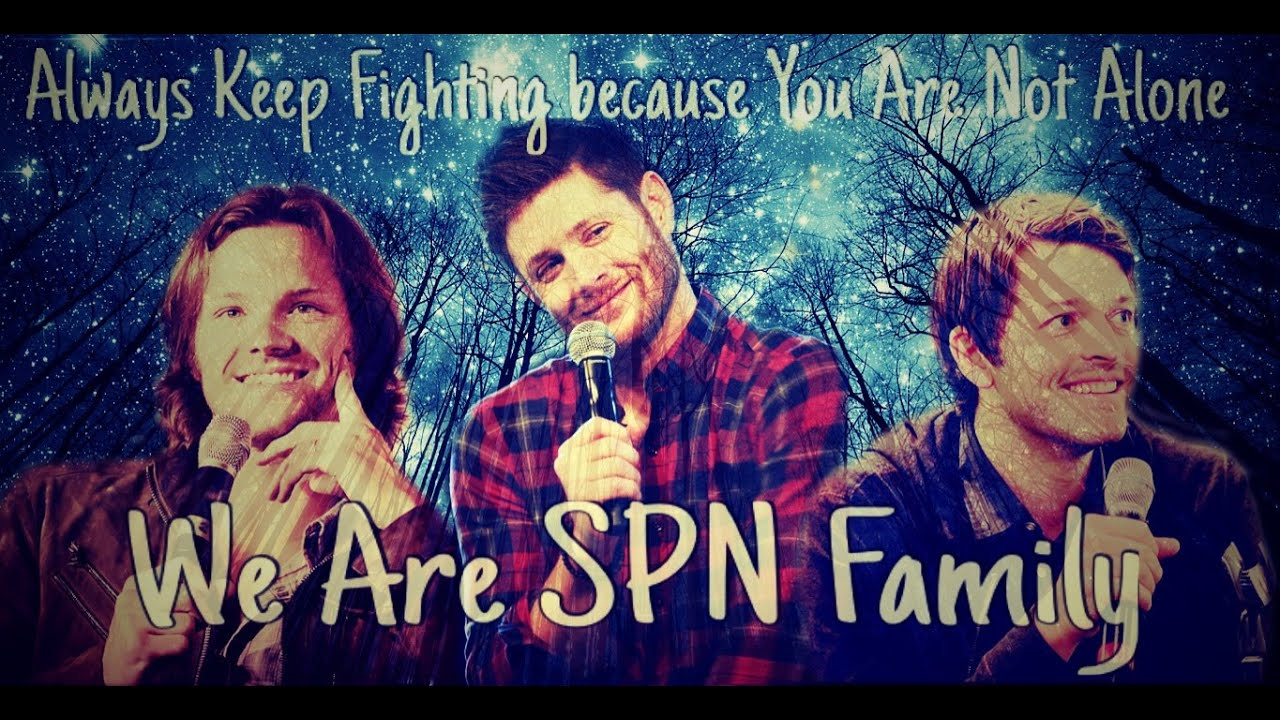 Always Keep Fighting because You Are Not Alone
We Are SPN Family